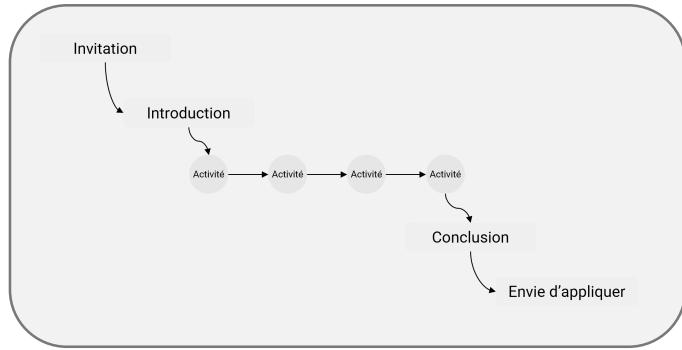 Invitation
Introduction
Activité
Activité
Activité
Activité
Conclusion
Envie d’appliquer